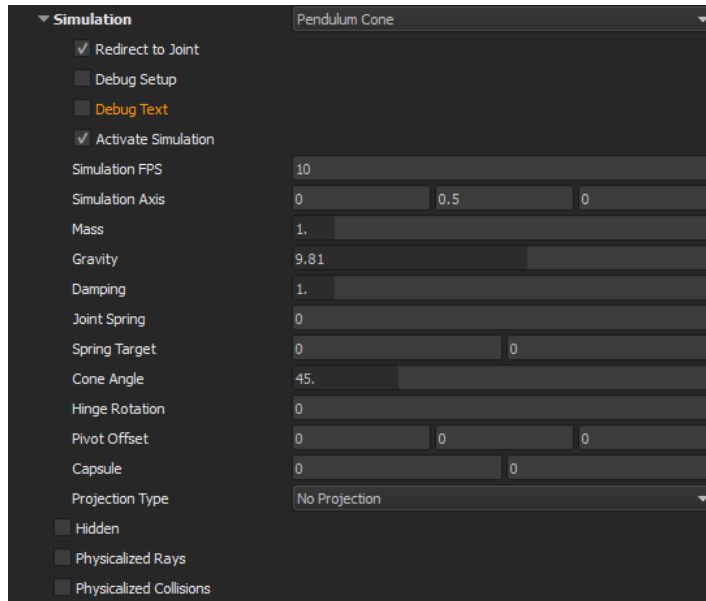 Simulation Pendulum Cone
Redirect to Joint
Debug Setup
Debug Text
Activate Simulation
Simulation FPS 10
Simulation Axis 0 0.5 0
Mass 1.
Gravity 9.81
Damping 1.
Joint Spring 0
Spring Target 0 0
Cone Angle 45.
Hinge Rotation 0
Pivot Offset 0 0 0
Capsule 0 0
Projection Type No Projection
Hidden
Physicalized Rays
Physicalized Collisions